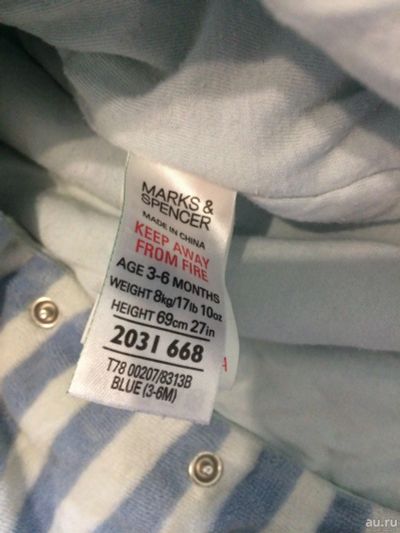 MARKS &
SPENCER
MADE IN CHINA
KEEP AWAY
FROM FIRE
AGE 3-6 MONTHS
WEIGHT 8kg/17lb 10oz
HEIGHT 69cm 27in
2031 668
T78 00207/8313B
BLUE (3-6M)
A
au.ru